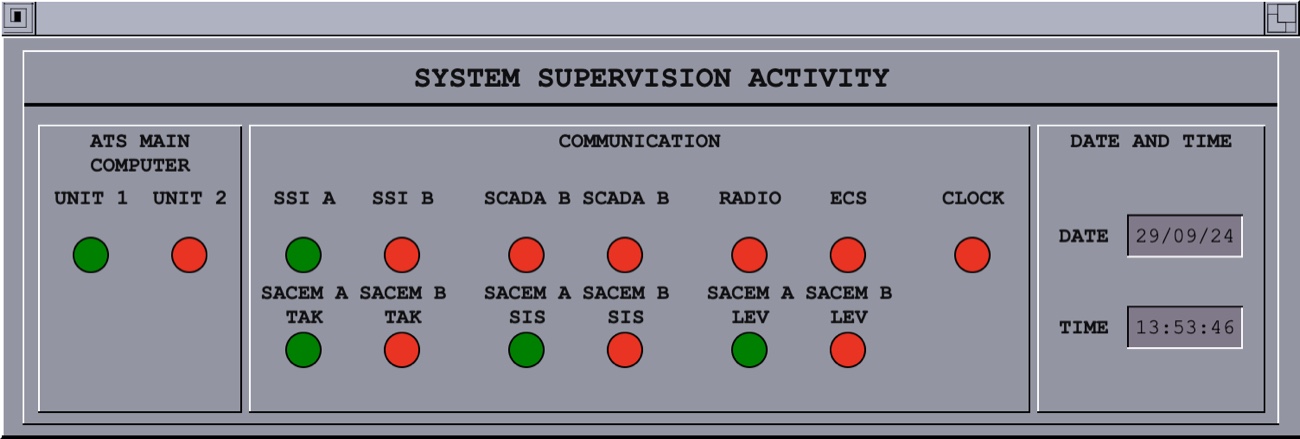 SYSTEM SUPERVISION ACTIVITY
ATS MAIN
COMPUTER
UNIT 1 UNIT 2
COMMUNICATION
SSI A SSI B SCADA B SCADA B RADIO ECS CLOCK
SACEM A SACEM B SACEM A SACEM B SACEM A SACEM B
TAK TAK SIS SIS LEV LEV
DATE AND TIME
DATE 29/09/24
TIME 13:53:46